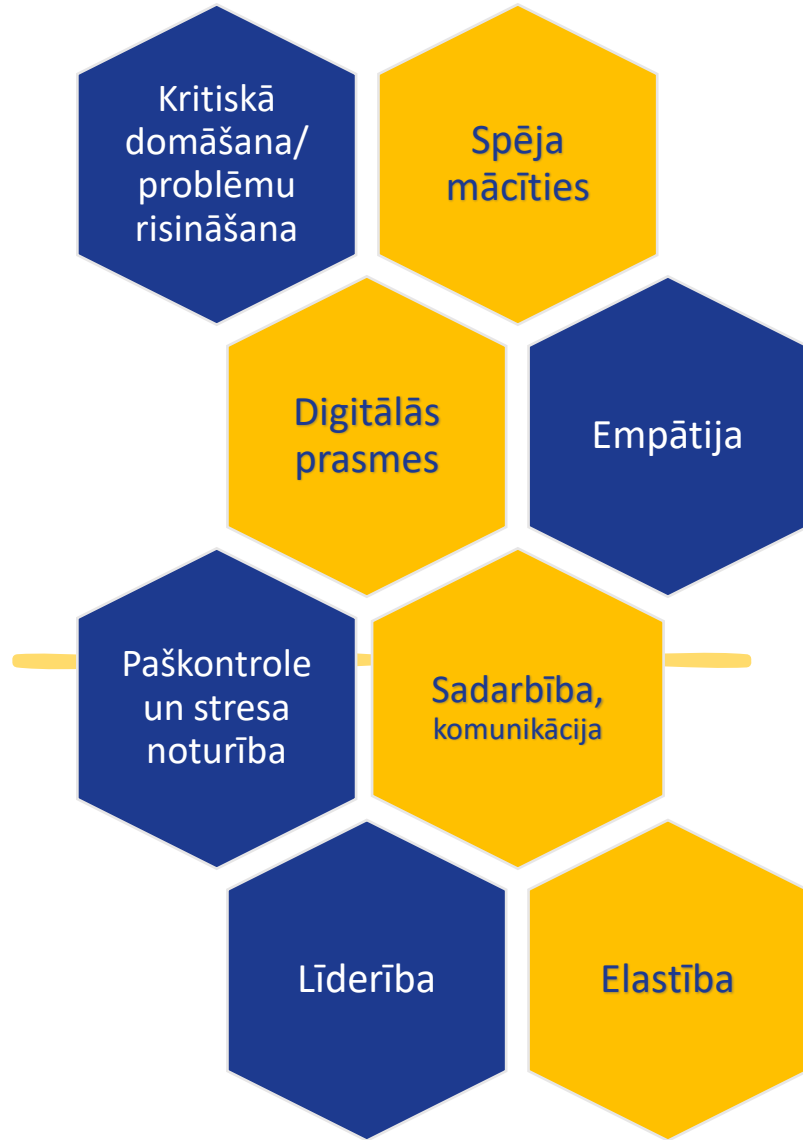 Kritiskā
domāšana/
problēmu
risināšana
Spēja
mācīties
Digitālās
prasmes
Empātija
Paškontrole
un stresa
noturība
Sadarbība,
komunikācija
Līderība
Elastība